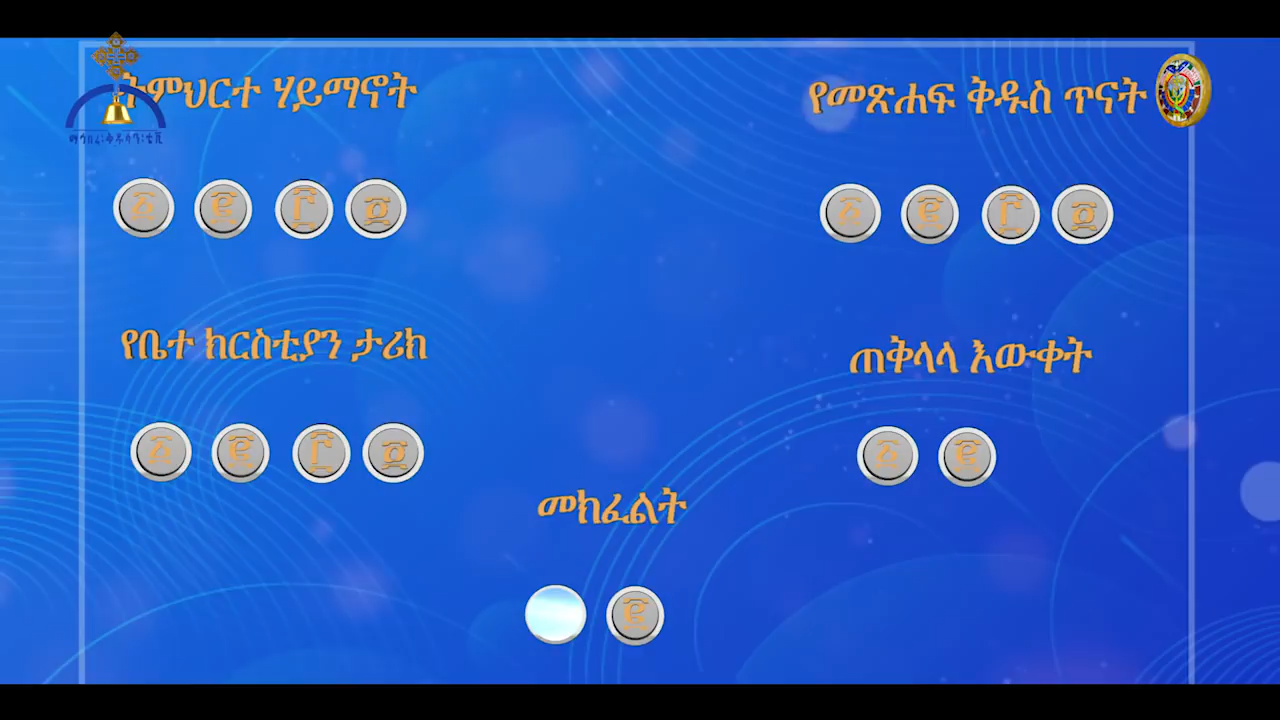 ትምህርተ ሃይማኖት
የመጽሐፍ ቅዱስ ጥናት
፩ ፪ ፫ ፬
፩ ፪ ፫ ፬
የቤተ ክርስቲያን ታሪክ
ጠቅላላ እውቀት
፩ ፪ ፫ ፬
፩ ፪
መክፈልት
፪